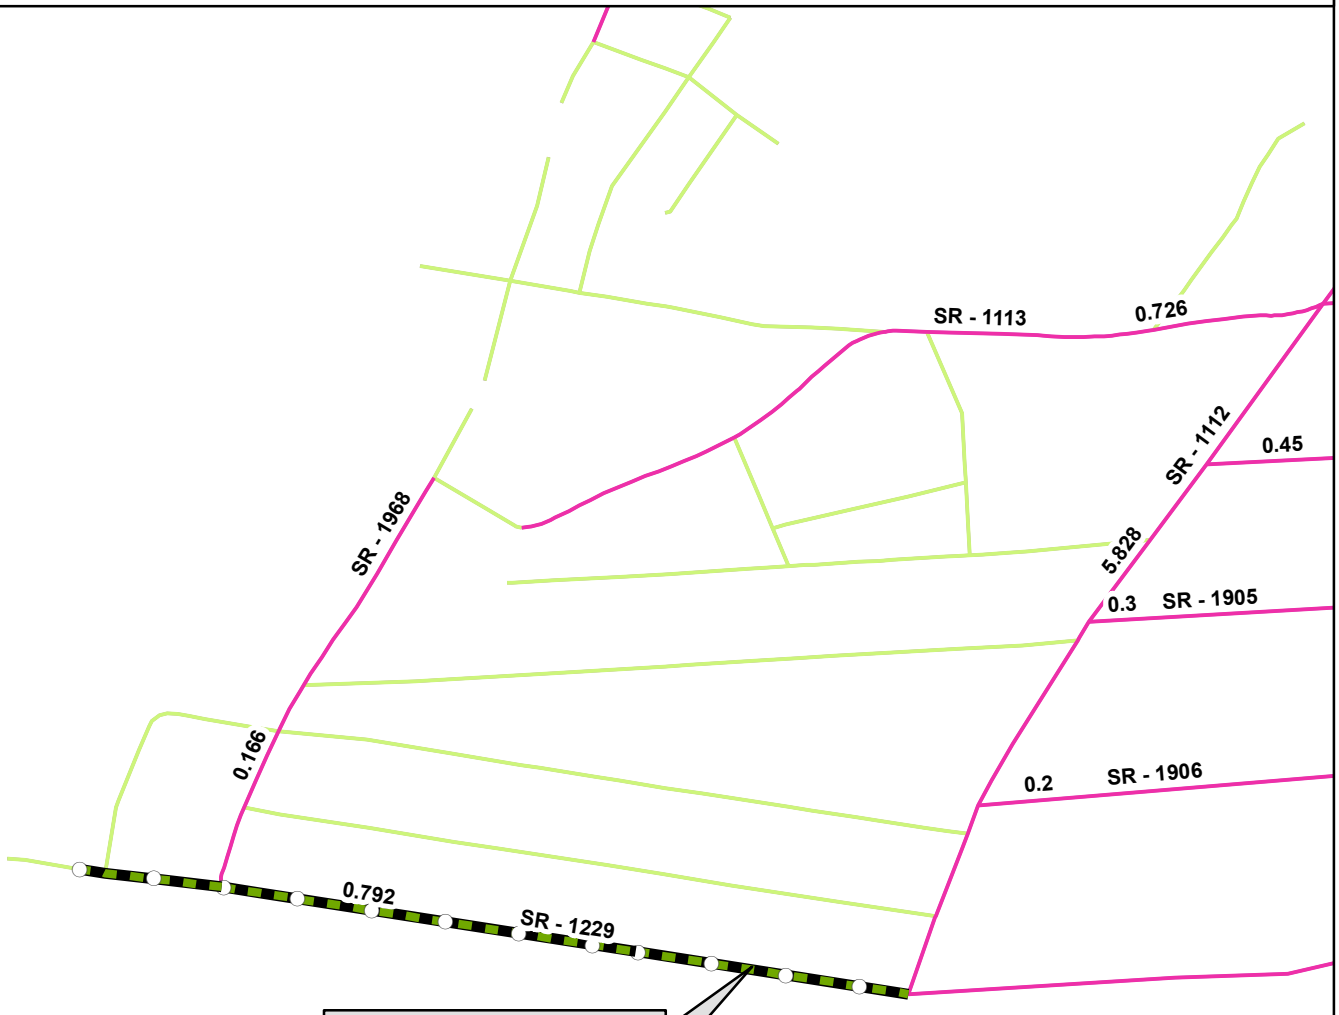 SR - 1113
0.726
SR - 1112
0.45
SR - 1968
5.828
0.3
SR - 1905
0.166
0.2
SR - 1906
0.792
SR - 1229